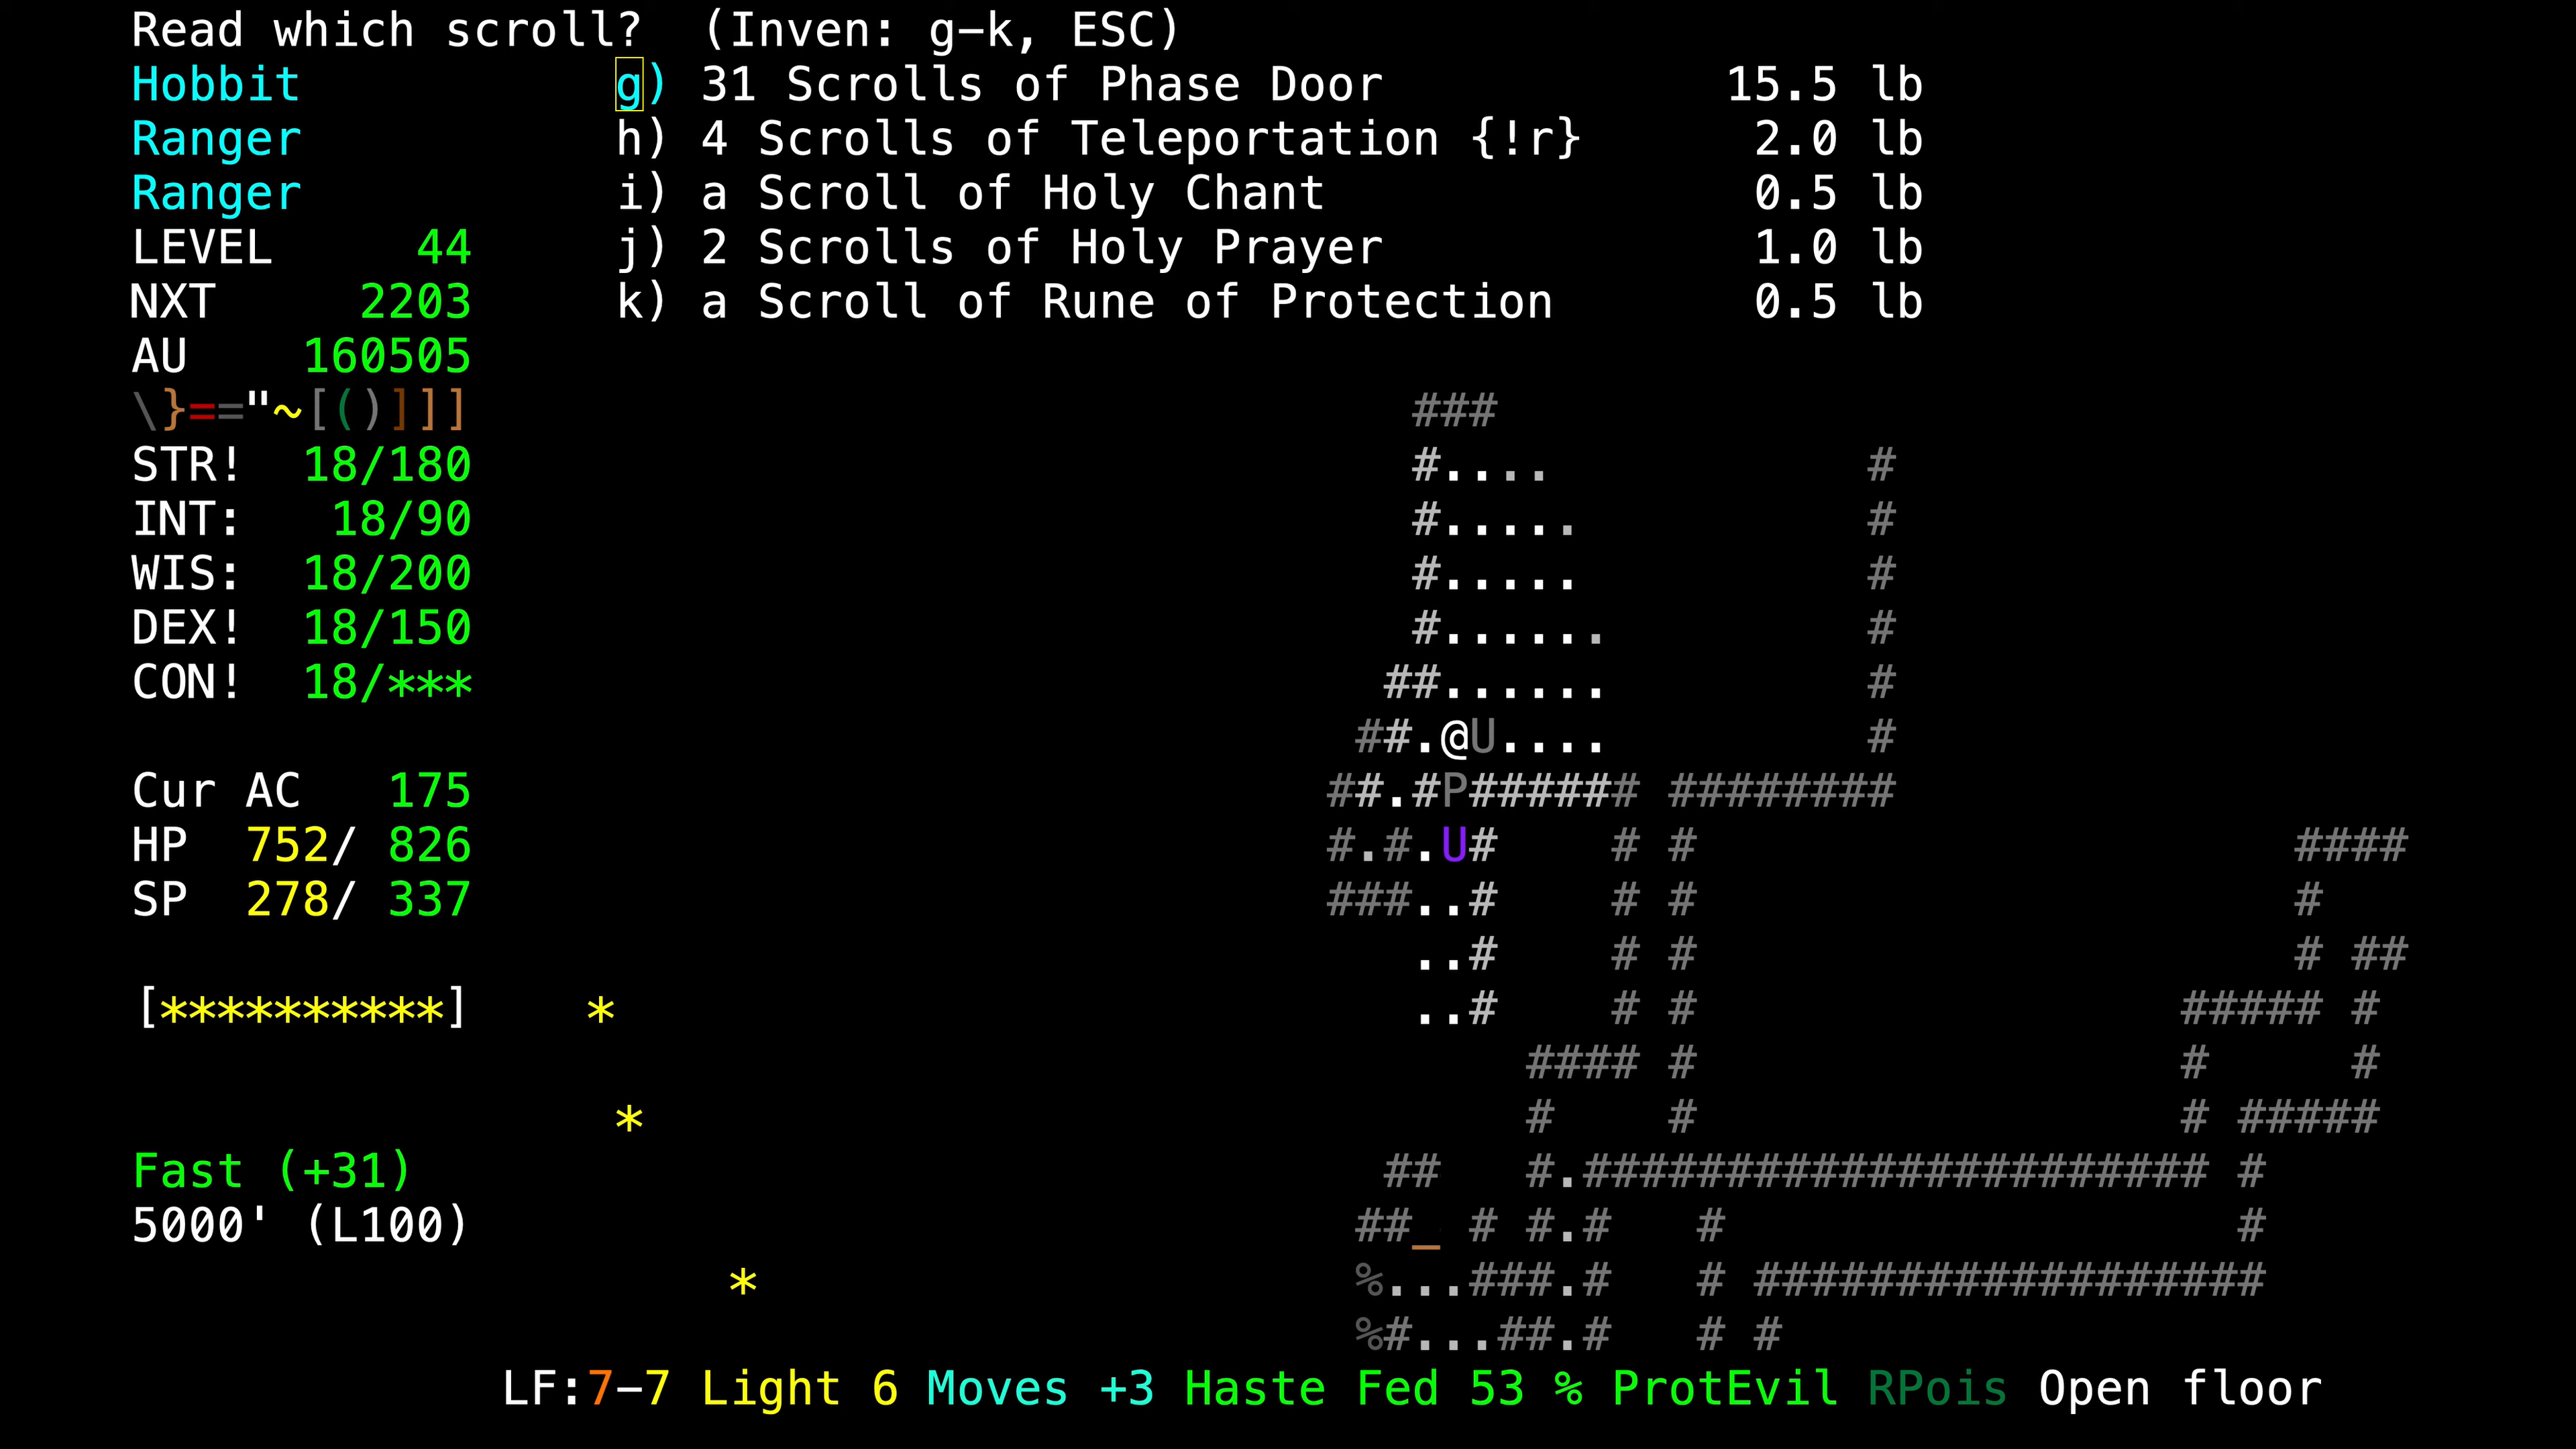 Read which scroll?  (Inven: g-k, ESC)
Hobbit           g) 31 Scrolls of Phase Door            15.5 lb
Ranger           h) 4 Scrolls of Teleportation {!r}      2.0 lb
Ranger           i) a Scroll of Holy Chant               0.5 lb
LEVEL     44     j) 2 Scrolls of Holy Prayer             1.0 lb
NXT     2203     k) a Scroll of Rune of Protection       0.5 lb
AU    160505
\}=="~[()]]]                                 ###
STR!  18/180                                 #....           #
INT:   18/90                                 #.....          #
WIS:  18/200                                 #.....          #
DEX!  18/150                                 #......         #
CON!  18/***                                ##......         #
                                           ##.@U....         #
Cur AC   175                              ##.#P###### ########
HP  752/ 826                              #.#.U#    # #                     ####
SP  278/ 337                              ###..#    # #                     #
                                             ..#    # #                     # ##
[**********]    *                            ..#    # #                 ##### #
                                                 #### #                 #     #
                 *                               #    #                 # #####
Fast (+31)                                  ##   #.###################### #
5000' (L100)                               ##_ # #.#   #                  #
                     *                     %...###.#   # ##################
                                           %#...##.#   # #
LF:7-7 Light 6 Moves +3 Haste Fed 53 % ProtEvil RPois Open floor